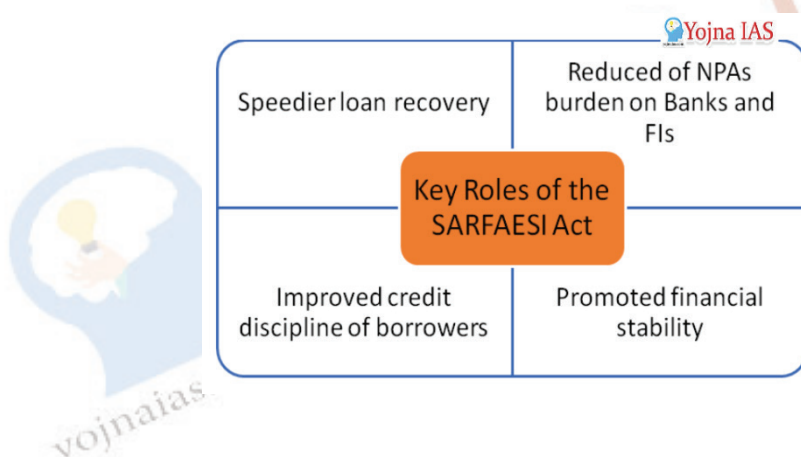 Yojna IAS
Speedier loan recovery
Reduced of NPAs
burden on Banks and
FIs
Key Roles of the
SARFAESI Act
Improved credit
discipline of borrowers
Promoted financial
stability
yojnaias